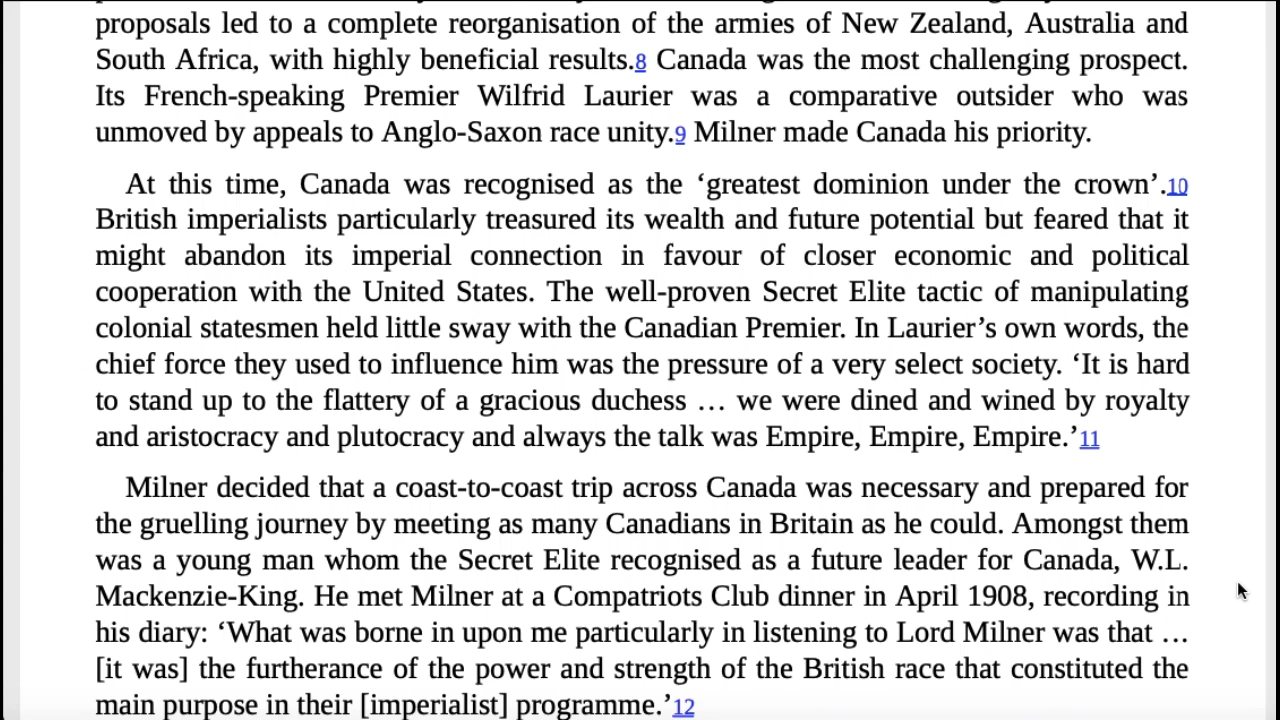 proposals led to a complete reorganisation of the armies of New Zealand, Australia and
South Africa, with highly beneficial results.8 Canada was the most challenging prospect.
Its French-speaking Premier Wilfrid Laurier was a comparative outsider who was
unmoved by appeals to Anglo-Saxon race unity.9 Milner made Canada his priority.
At this time, Canada was recognised as the ‘greatest dominion under the crown’.10
British imperialists particularly treasured its wealth and future potential but feared that it
might abandon its imperial connection in favour of closer economic and political
cooperation with the United States. The well-proven Secret Elite tactic of manipulating
colonial statesmen held little sway with the Canadian Premier. In Laurier’s own words, the
chief force they used to influence him was the pressure of a very select society. ‘It is hard
to stand up to the flattery of a gracious duchess … we were dined and wined by royalty
and aristocracy and plutocracy and always the talk was Empire, Empire, Empire.’11
Milner decided that a coast-to-coast trip across Canada was necessary and prepared for
the gruelling journey by meeting as many Canadians in Britain as he could. Amongst them
was a young man whom the Secret Elite recognised as a future leader for Canada, W.L.
Mackenzie-King. He met Milner at a Compatriots Club dinner in April 1908, recording in
his diary: ‘What was borne in upon me particularly in listening to Lord Milner was that …
[it was] the furtherance of the power and strength of the British race that constituted the
main purpose in their [imperialist] programme.’12